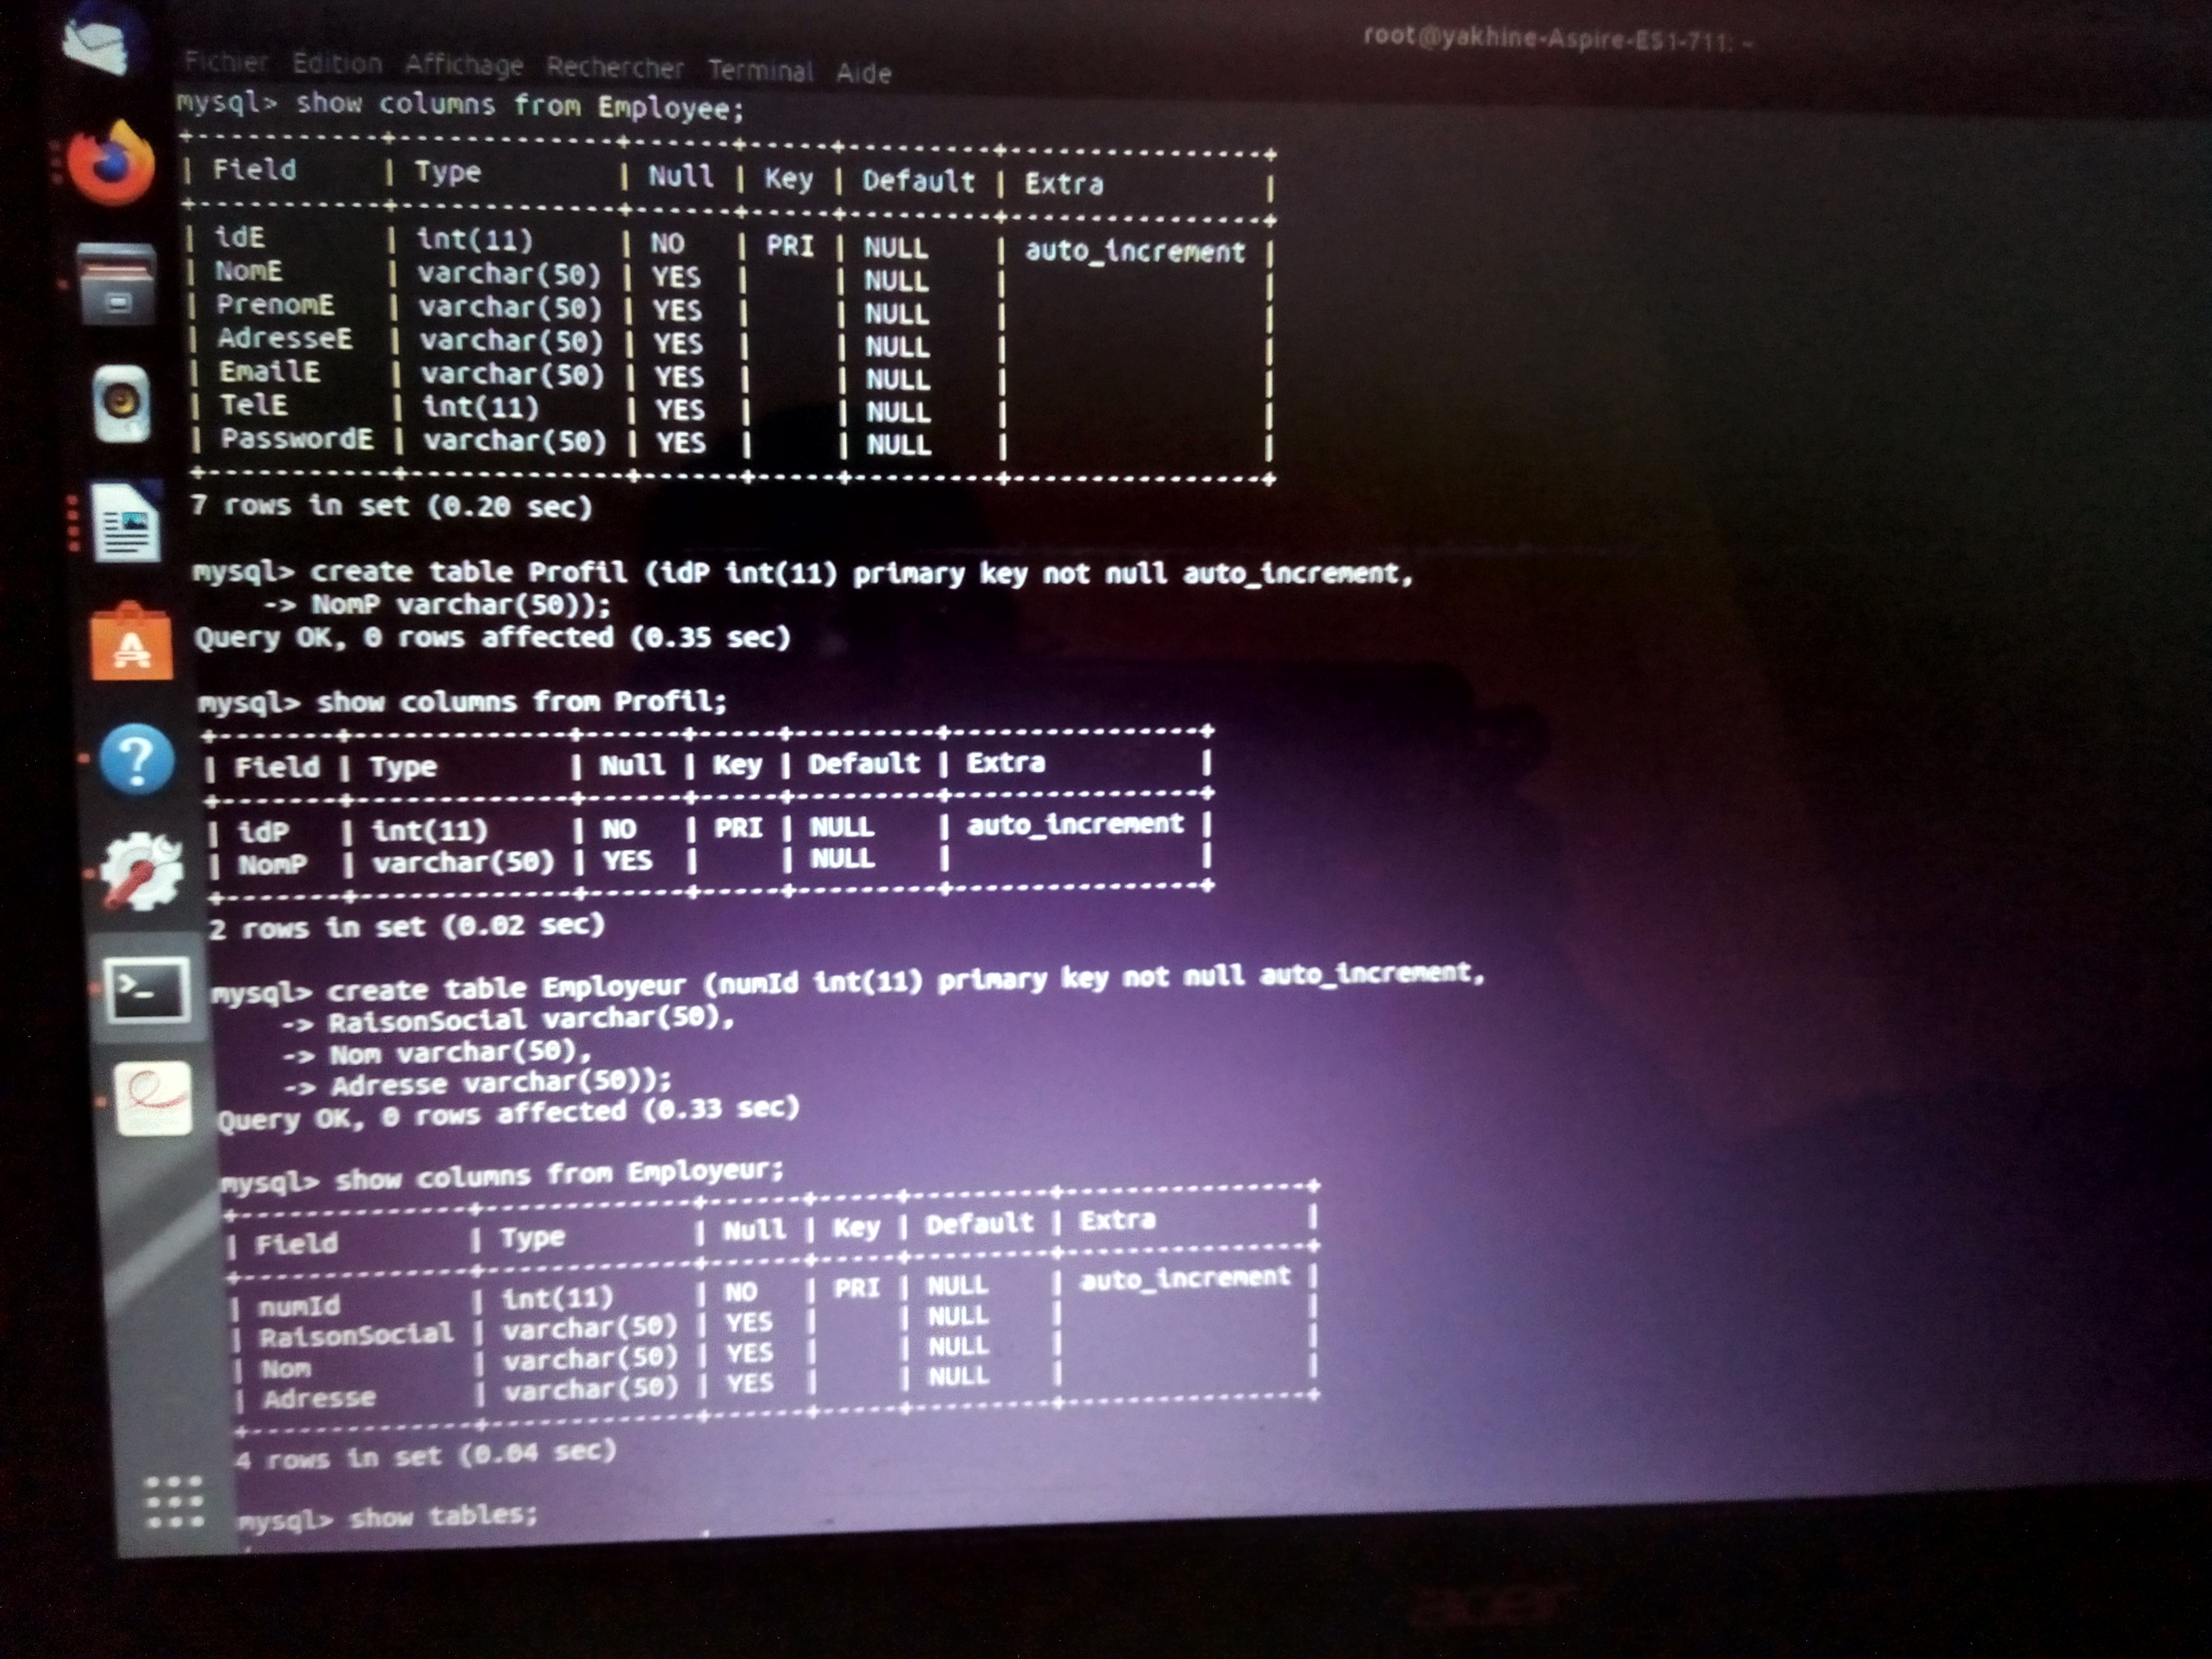 root@yakhine-Aspire-ES1-711: ~
Fichier Édition Affichage Rechercher Terminal Aide
mysql> show columns from Employee;
+-----------+-------------+------+-----+---------+----------------+
| Field     | Type        | Null | Key | Default | Extra          |
+-----------+-------------+------+-----+---------+----------------+
| idE       | int(11)     | NO   | PRI | NULL    | auto_increment |
| NomE      | varchar(50) | YES  |     | NULL    |                |
| PrenomE   | varchar(50) | YES  |     | NULL    |                |
| AdresseE  | varchar(50) | YES  |     | NULL    |                |
| EmailE    | varchar(50) | YES  |     | NULL    |                |
| TelE      | int(11)     | YES  |     | NULL    |                |
| PasswordE | varchar(50) | YES  |     | NULL    |                |
+-----------+-------------+------+-----+---------+----------------+
7 rows in set (0.20 sec)
mysql> create table Profil (idP int(11) primary key not null auto_increment,
    -> NomP varchar(50));
Query OK, 0 rows affected (0.35 sec)
mysql> show columns from Profil;
+-------+-------------+------+-----+---------+----------------+
| Field | Type        | Null | Key | Default | Extra          |
+-------+-------------+------+-----+---------+----------------+
| idP   | int(11)     | NO   | PRI | NULL    | auto_increment |
| NomP  | varchar(50) | YES  |     | NULL    |                |
+-------+-------------+------+-----+---------+----------------+
2 rows in set (0.02 sec)
mysql> create table Employeur (numId int(11) primary key not null auto_increment,
    -> RaisonSocial varchar(50),
    -> Nom varchar(50),
    -> Adresse varchar(50));
Query OK, 0 rows affected (0.33 sec)
mysql> show columns from Employeur;
+--------------+-------------+------+-----+---------+----------------+
| Field        | Type        | Null | Key | Default | Extra          |
+--------------+-------------+------+-----+---------+----------------+
| numId        | int(11)     | NO   | PRI | NULL    | auto_increment |
| RaisonSocial | varchar(50) | YES  |     | NULL    |                |
| Nom          | varchar(50) | YES  |     | NULL    |                |
| Adresse      | varchar(50) | YES  |     | NULL    |                |
+--------------+-------------+------+-----+---------+----------------+
4 rows in set (0.04 sec)
mysql> show tables;
acer